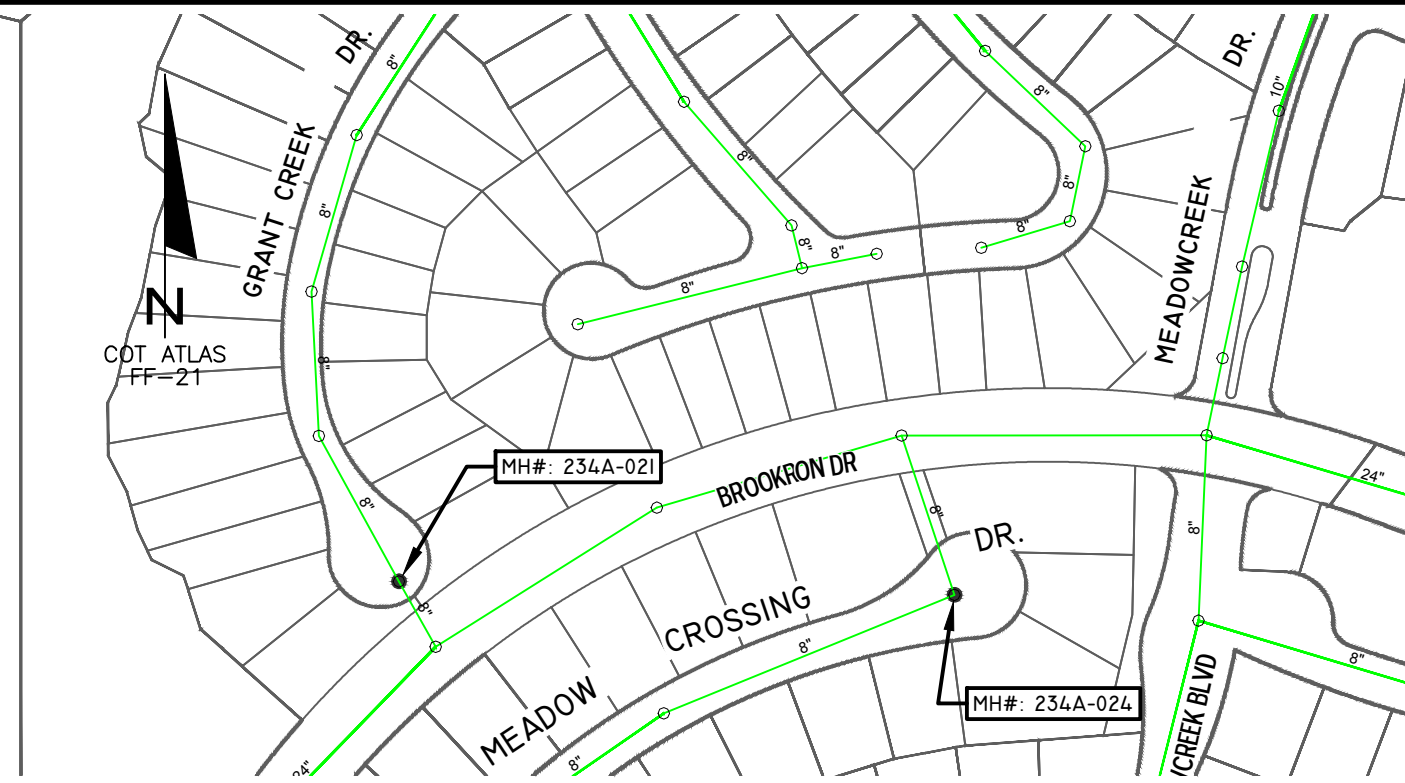 DR.
8"
GRANT CREEK
8"
8"
8"
8"
N
COT ATLAS
FF-21
8"
8"
8"
8"
8"
8"
8"
DR.
10"
MEADOWCREEK
MH#: 234A-021
BROOKRON DR
24"
8"
8"
DR.
CROSSING
8"
MEADOW
8"
24"
MH#: 234A-024
8"
CREEK BLVD